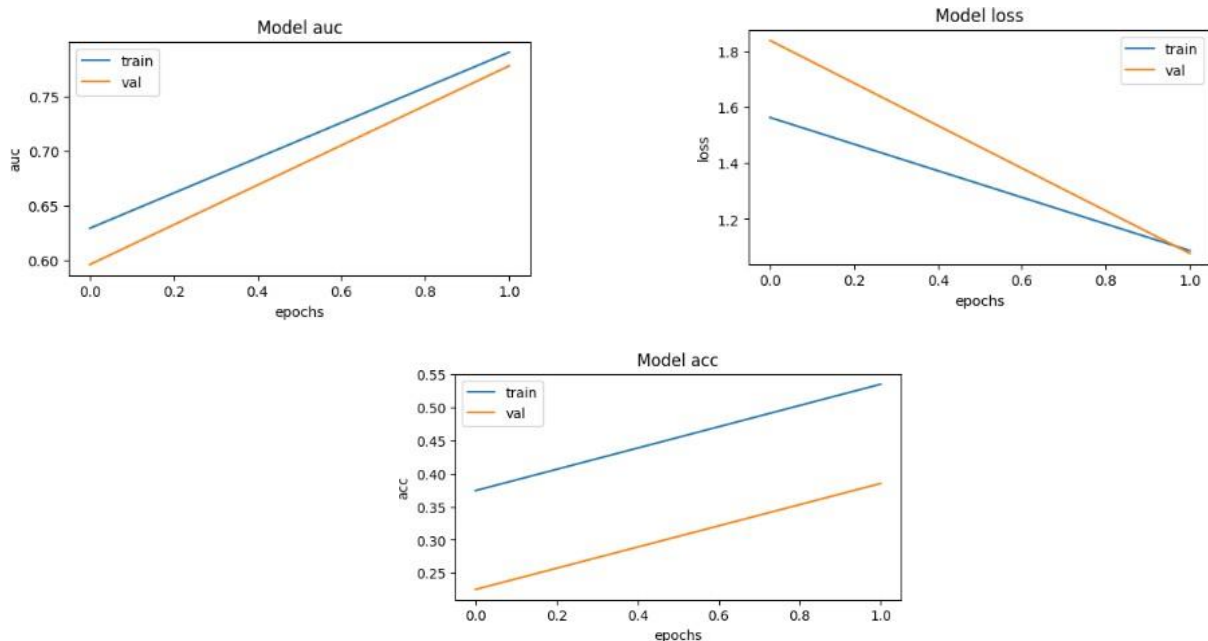 Model auc
train
val
0.75
0.70
0.65
0.60
auc
0.0 0.2 0.4 0.6 0.8 1.0
epochs
Model loss
train
val
1.8
1.6
1.4
1.2
loss
0.0 0.2 0.4 0.6 0.8 1.0
epochs
Model acc
train
val
0.55
0.50
0.45
0.40
0.35
0.30
0.25
acc
0.0 0.2 0.4 0.6 0.8 1.0
epochs